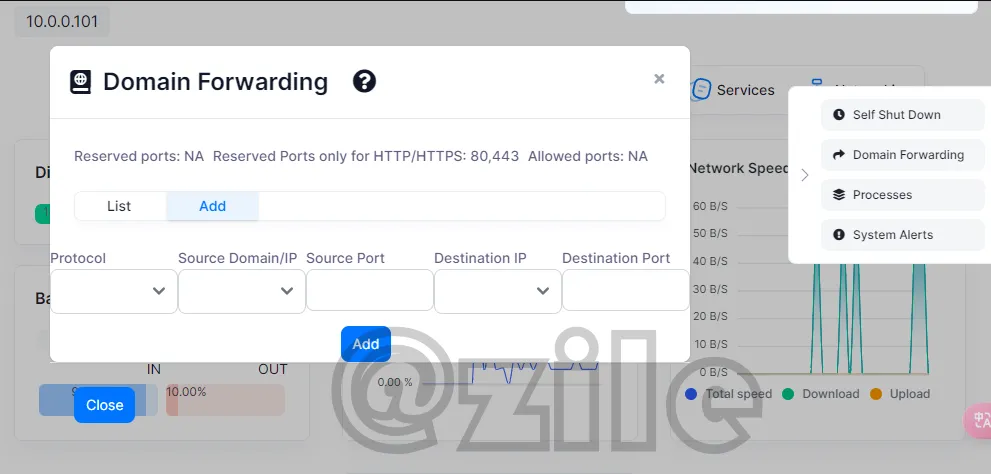 10.0.0.101
Domain Forwarding ? ×
Services
Self Shut Down
Domain Forwarding
Processes
System Alerts
Reserved ports: NA Reserved Ports only for HTTP/HTTPS: 80,443 Allowed ports: NA
List Add
Protocol Source Domain/IP Source Port Destination IP Destination Port
Add
Close
IN OUT
10.00%
0.00 %
Network Speed
60 B/S
50 B/S
40 B/S
30 B/S
20 B/S
10 B/S
0 B/S
Total speed Download Upload
@zile